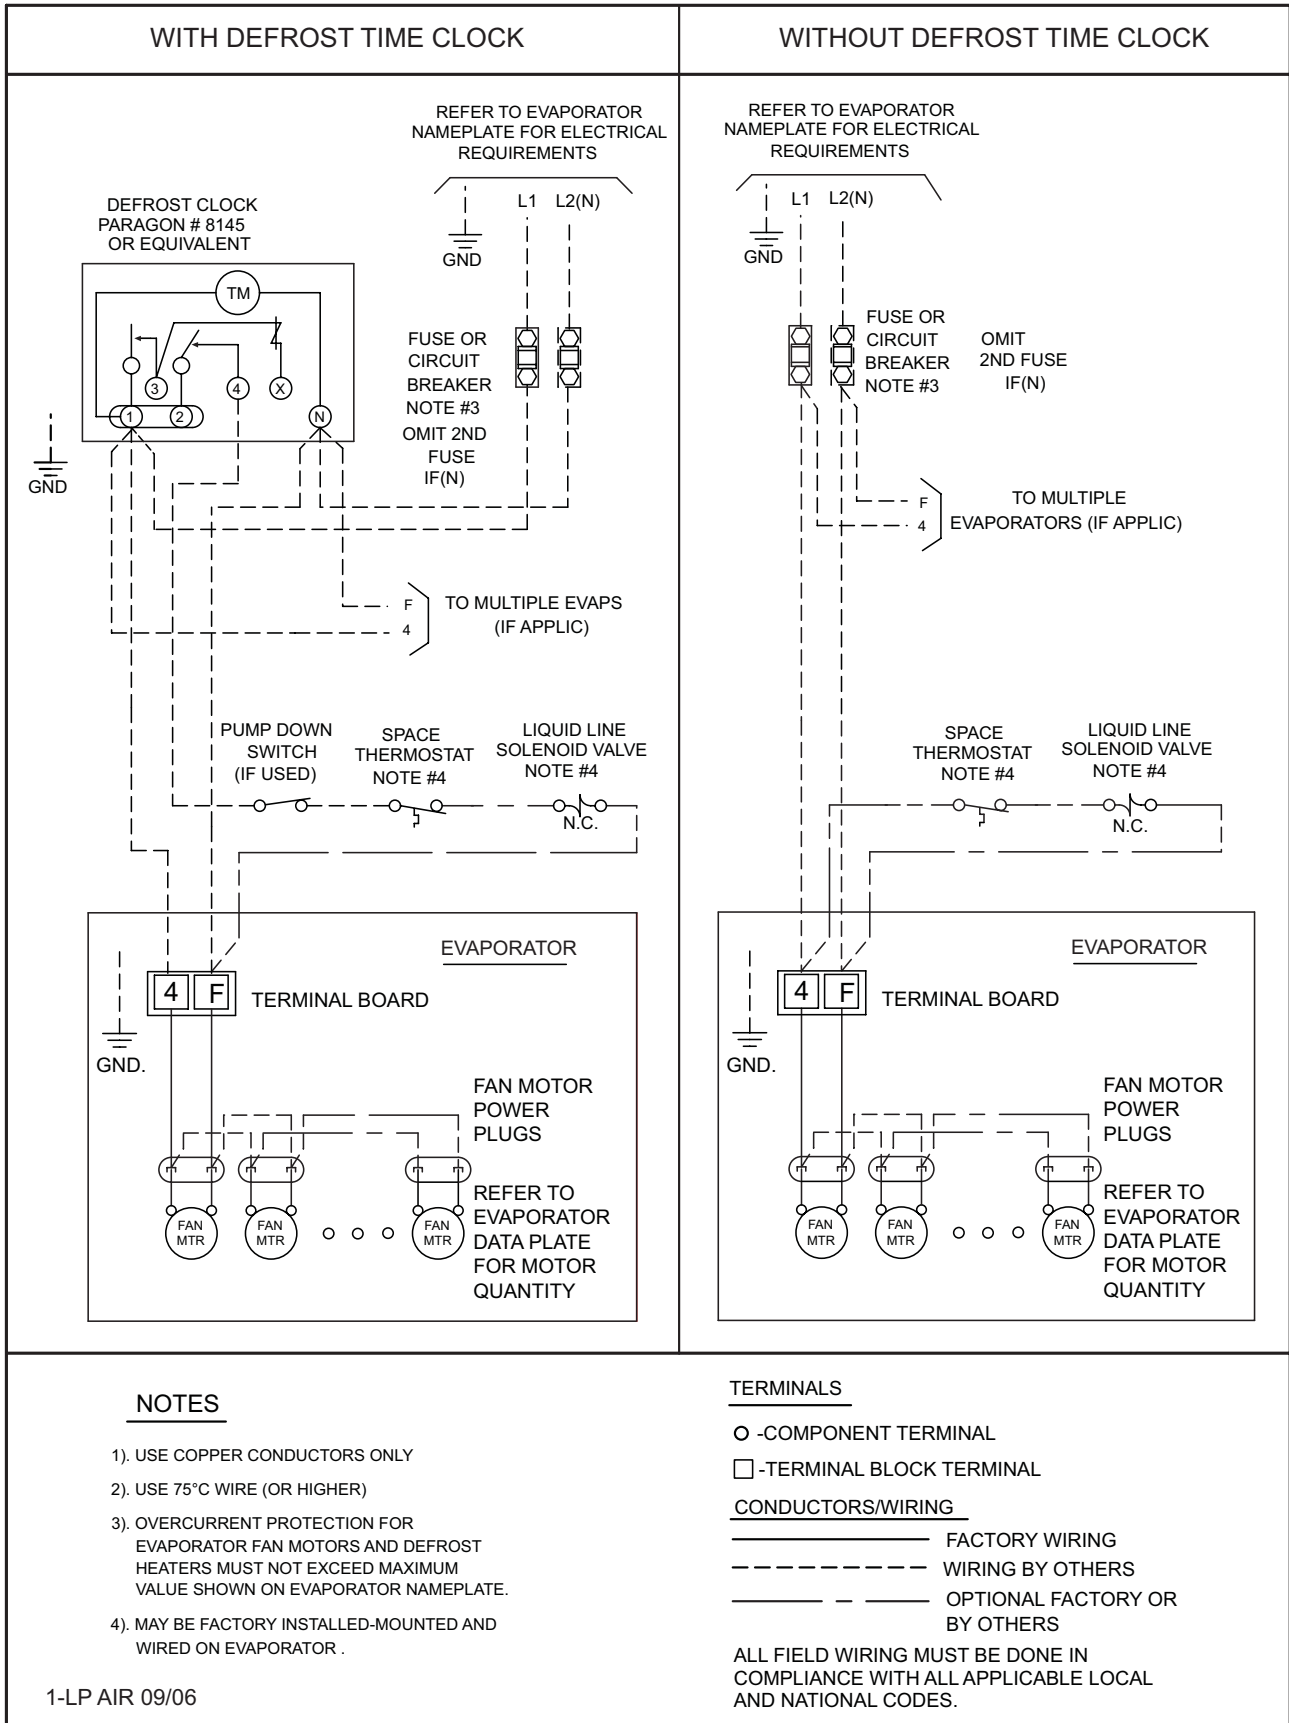 WITH DEFROST TIME CLOCK
WITHOUT DEFROST TIME CLOCK
REFER TO EVAPORATOR
NAMEPLATE FOR ELECTRICAL
REQUIREMENTS
L1
L2(N)
GND
DEFROST CLOCK
PARAGON # 8145
OR EQUIVALENT
TM
3
4
X
1
2
N
GND
FUSE OR
CIRCUIT
BREAKER
NOTE #3
OMIT 2ND
FUSE
IF(N)
F
4
TO MULTIPLE EVAPS
(IF APPLIC)
PUMP DOWN
SWITCH
(IF USED)
SPACE
THERMOSTAT
NOTE #4
LIQUID LINE
SOLENOID VALVE
NOTE #4
N.C.
EVAPORATOR
4
F
TERMINAL BOARD
GND.
FAN MOTOR
POWER
PLUGS
FAN
MTR
FAN
MTR
FAN
MTR
REFER TO
EVAPORATOR
DATA PLATE
FOR MOTOR
QUANTITY
REFER TO EVAPORATOR
NAMEPLATE FOR ELECTRICAL
REQUIREMENTS
L1
L2(N)
GND
FUSE OR
CIRCUIT
BREAKER
NOTE #3
OMIT
2ND FUSE
IF(N)
F
4
TO MULTIPLE
EVAPORATORS (IF APPLIC)
SPACE
THERMOSTAT
NOTE #4
LIQUID LINE
SOLENOID VALVE
NOTE #4
N.C.
EVAPORATOR
4
F
TERMINAL BOARD
GND.
FAN MOTOR
POWER
PLUGS
FAN
MTR
FAN
MTR
FAN
MTR
REFER TO
EVAPORATOR
DATA PLATE
FOR MOTOR
QUANTITY
NOTES
1). USE COPPER CONDUCTORS ONLY
2). USE 75°C WIRE (OR HIGHER)
3). OVERCURRENT PROTECTION FOR
EVAPORATOR FAN MOTORS AND DEFROST
HEATERS MUST NOT EXCEED MAXIMUM
VALUE SHOWN ON EVAPORATOR NAMEPLATE.
4). MAY BE FACTORY INSTALLED-MOUNTED AND
WIRED ON EVAPORATOR .
1-LP AIR 09/06
TERMINALS
-COMPONENT TERMINAL
-TERMINAL BLOCK TERMINAL
CONDUCTORS/WIRING
FACTORY WIRING
WIRING BY OTHERS
OPTIONAL FACTORY OR
BY OTHERS
ALL FIELD WIRING MUST BE DONE IN
COMPLIANCE WITH ALL APPLICABLE LOCAL
AND NATIONAL CODES.